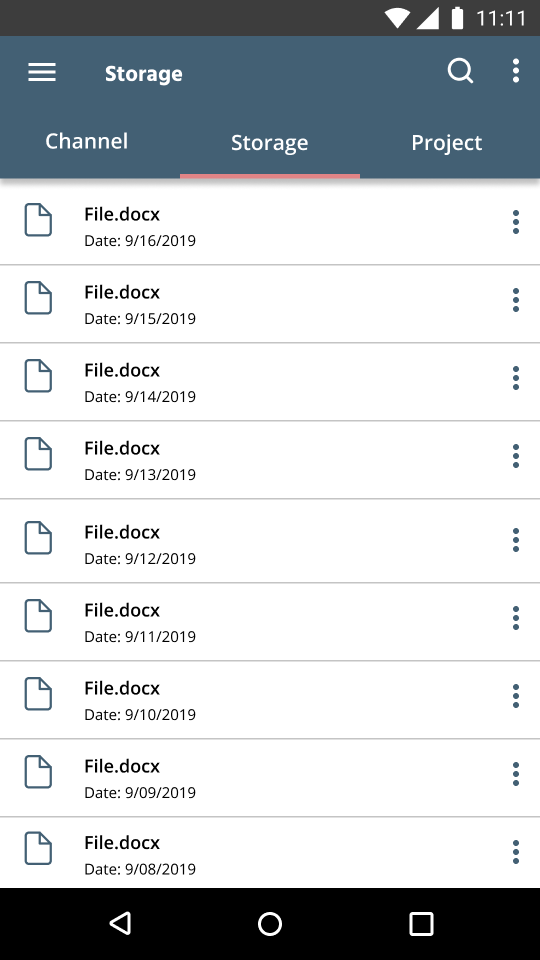 11:11
Storage
Channel
Storage
Project
File.docx
Date: 9/16/2019
File.docx
Date: 9/15/2019
File.docx
Date: 9/14/2019
File.docx
Date: 9/13/2019
File.docx
Date: 9/12/2019
File.docx
Date: 9/11/2019
File.docx
Date: 9/10/2019
File.docx
Date: 9/09/2019
File.docx
Date: 9/08/2019